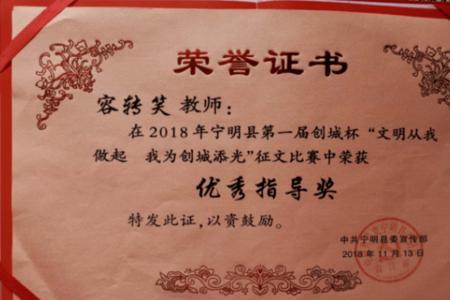 荣誉证书
容转笑 教师：
在2018年宁明县第一届创城杯“文明从我
做起 我为创城添光”征文比赛中荣获
优秀指导奖
特发此证，以资鼓励。
中共宁明县委宣传部
2018年11月13日